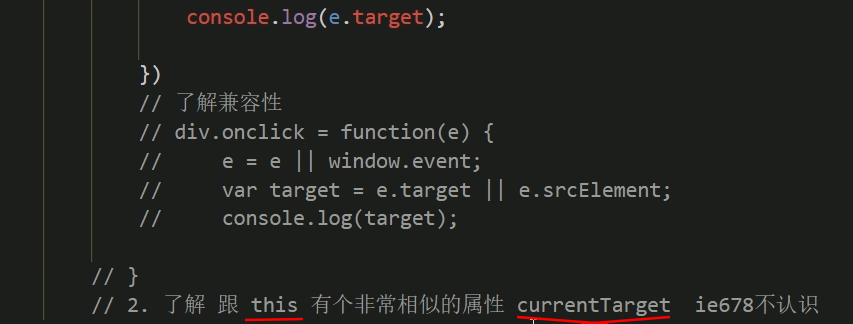 console.log(e.target);
})
// 了解兼容性
// div.onclick = function(e) {
//     e = e || window.event;
//     var target = e.target || e.srcElement;
//     console.log(target);
// }
// 2. 了解 跟 this 有个非常相似的属性 currentTarget  ie678不认识